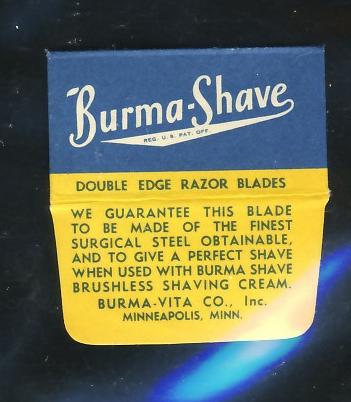 Burma-Shave
REG. U. S. PAT. OFF.
DOUBLE EDGE RAZOR BLADES
WE GUARANTEE THIS BLADE
TO BE MADE OF THE FINEST
SURGICAL STEEL OBTAINABLE,
AND TO GIVE A PERFECT SHAVE
WHEN USED WITH BURMA SHAVE
BRUSHLESS SHAVING CREAM.
BURMA-VITA CO., Inc.
MINNEAPOLIS, MINN.